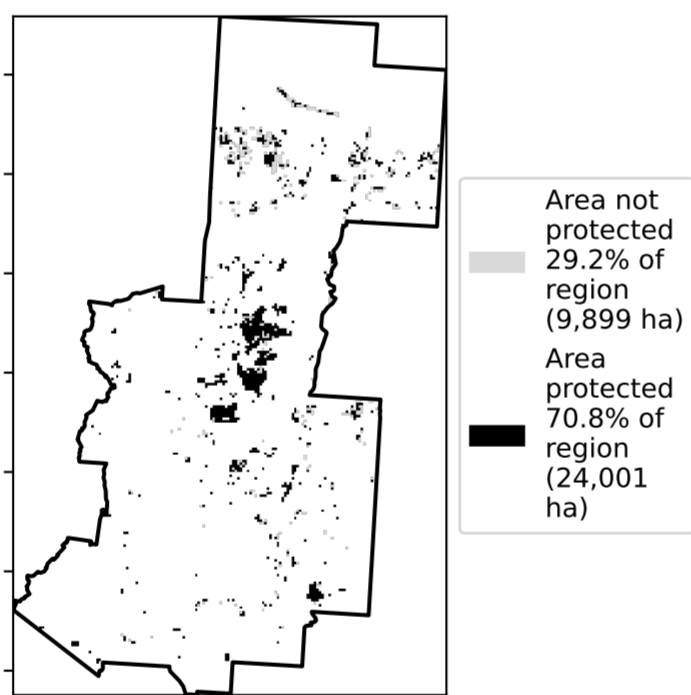 Area not
protected
29.2% of
region
(9,899 ha)
Area
protected
70.8% of
region
(24,001
ha)